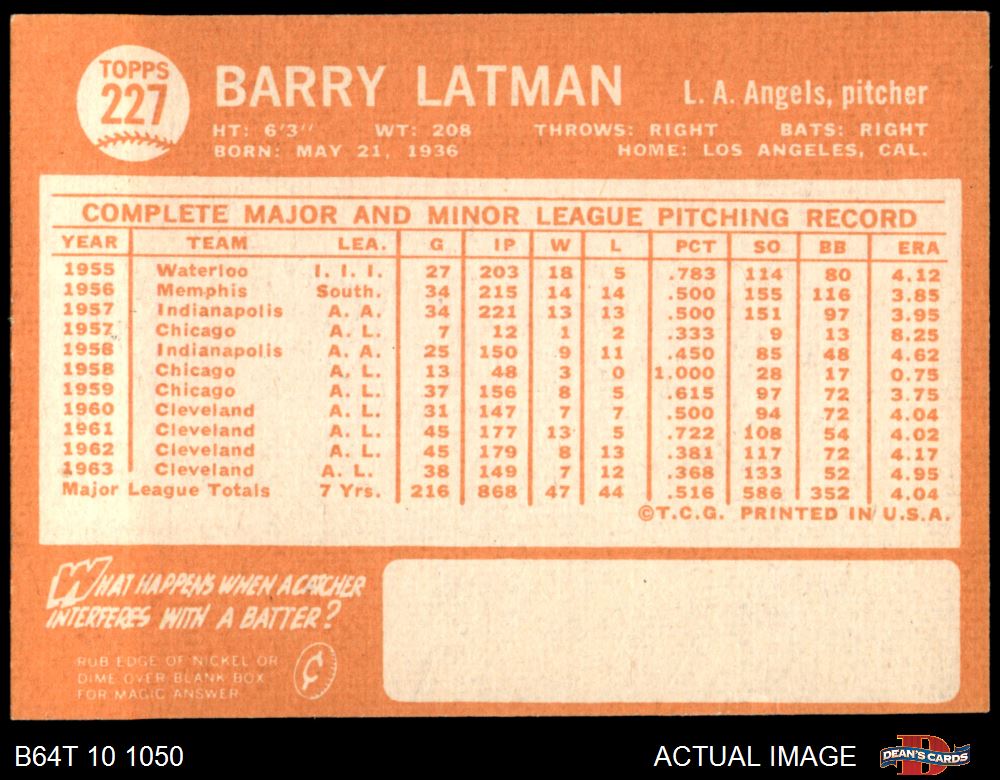 TOPPS
227
BARRY LATMAN
L. A. Angels, pitcher
HT: 6'3" WT: 208 THROWS: RIGHT BATS: RIGHT
BORN: MAY 21, 1936 HOME: LOS ANGELES, CAL.
COMPLETE MAJOR AND MINOR LEAGUE PITCHING RECORD
YEAR TEAM LEA. G IP W L PCT SO BB ERA
1955 Waterloo I. I. I. 27 203 18 5 .783 114 80 4.12
1956 Memphis South. 34 215 14 14 .500 155 116 3.85
1957 Indianapolis A. A. 34 221 13 13 .500 151 97 3.95
1957 Chicago A. L. 7 12 1 2 .333 9 13 8.25
1958 Indianapolis A. A. 25 150 9 11 .450 85 48 4.62
1958 Chicago A. L. 13 48 3 0 1.000 28 17 0.75
1959 Chicago A. L. 37 156 8 5 .615 97 72 3.75
1960 Cleveland A. L. 31 147 7 7 .500 94 72 4.04
1961 Cleveland A. L. 45 177 13 5 .722 108 54 4.02
1962 Cleveland A. L. 45 179 8 13 .381 117 72 4.17
1963 Cleveland A. L. 38 149 7 12 .368 133 52 4.95
Major League Totals 7 Yrs. 216 868 47 44 .516 586 352 4.04
©T.C.G. PRINTED IN U.S.A.
WHAT HAPPENS WHEN A CATCHER
INTERFERES WITH A BATTER?
RUB EDGE OF NICKEL OR
DIME OVER BLANK BOX
FOR MAGIC ANSWER
¢
B64T 10 1050 ACTUAL IMAGE
D
DEAN'S CARDS